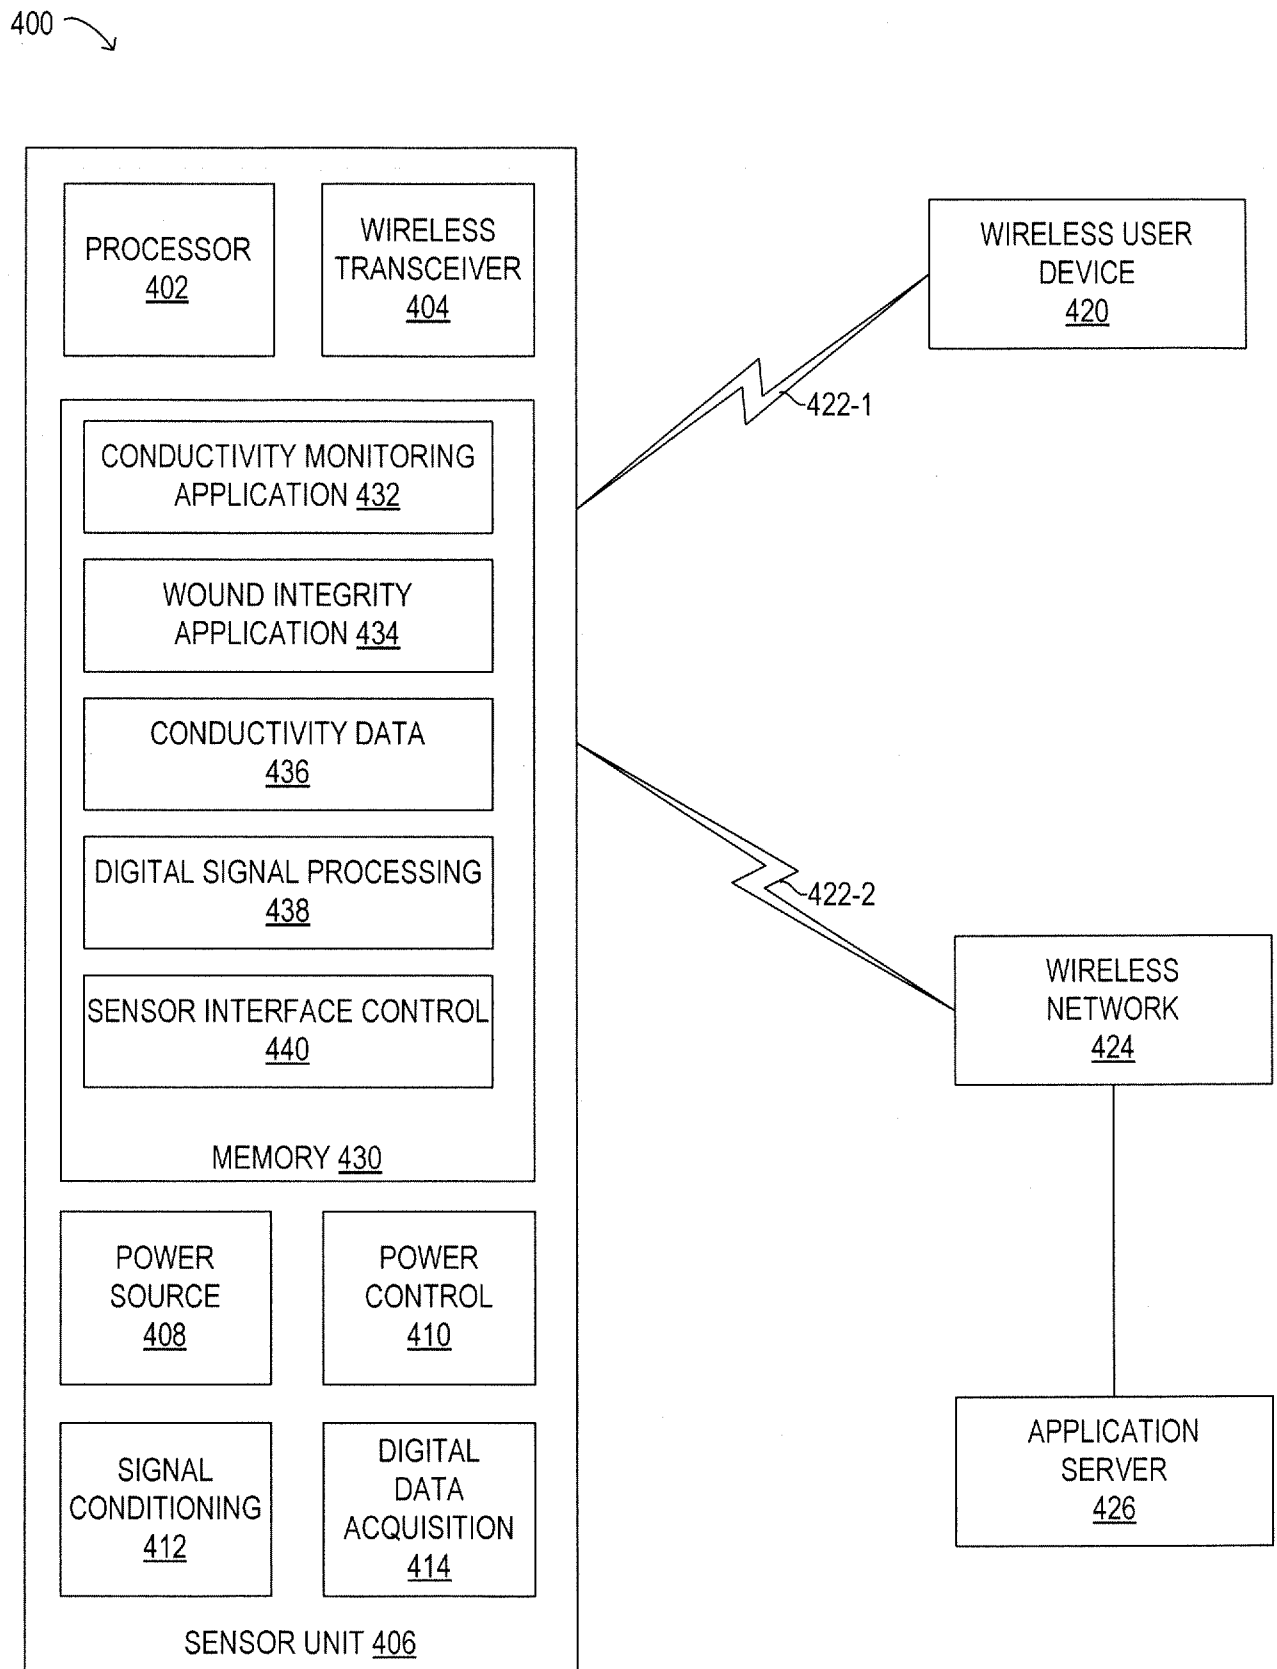 400
PROCESSOR
402
WIRELESS
TRANSCEIVER
404
WIRELESS USER
DEVICE
420
422-1
CONDUCTIVITY MONITORING
APPLICATION 432
WOUND INTEGRITY
APPLICATION 434
CONDUCTIVITY DATA
436
DIGITAL SIGNAL PROCESSING
438
422-2
SENSOR INTERFACE CONTROL
440
WIRELESS
NETWORK
424
MEMORY 430
POWER
SOURCE
408
POWER
CONTROL
410
SIGNAL
CONDITIONING
412
DIGITAL
DATA
ACQUISITION
414
APPLICATION
SERVER
426
SENSOR UNIT 406